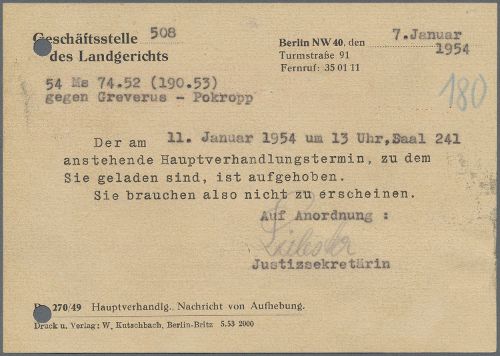 Geschäftsstelle 508
des Landgerichts
Berlin NW 40, den 7. Januar 1954
Turmstraße 91
Fernruf: 35 01 11
54 Ms 74.52 (190.53)
gegen Greverus - Pokropp
180
Der am 11. Januar 1954 um 13 Uhr, Saal 241
anstehende Hauptverhandlungstermin, zu dem
Sie geladen sind, ist aufgehoben.
Sie brauchen also nicht zu erscheinen.
Auf Anordnung :
Justizsekretärin
270/49 Hauptverhandlg. Nachricht von Aufhebung.
Druck u. Verlag: W. Kutschbach, Berlin-Britz 5.53 2000